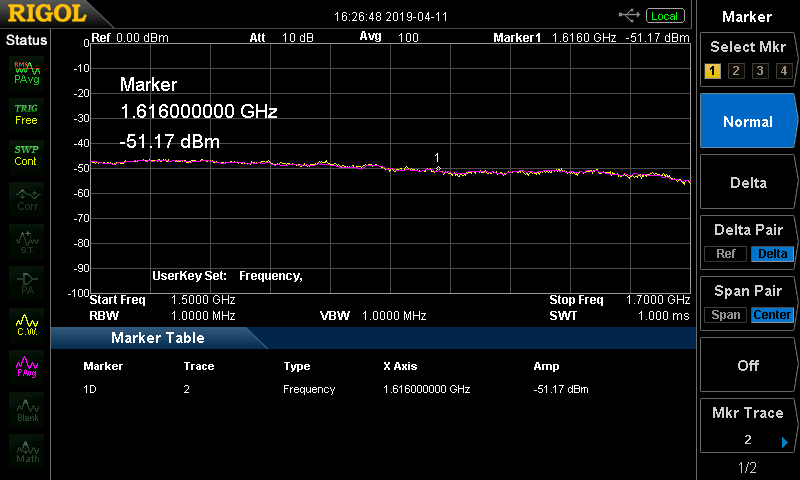 RIGOL
16:26:48 2019-04-11
Local
Marker
Status
Ref 0.00 dBm
Att 10 dB
Avg 100
Marker1 1.6160 GHz -51.17 dBm
Select Mkr
1 2 3 4
RMS
PAvg
TRIG
Free
SWP
Cont
Corr
S.T.
PA
C.W.
P.Avg
Blank
Math
0
-10
-20
-30
-40
-50
-60
-70
-80
-90
-100
Marker
1.616000000 GHz
-51.17 dBm
1
UserKey Set: Frequency,
Start Freq 1.5000 GHz
Stop Freq 1.7000 GHz
RBW 1.0000 MHz
VBW 1.0000 MHz
SWT 1.000 ms
Marker Table
Marker Trace Type X Axis Amp
1D 2 Frequency 1.616000000 GHz -51.17 dBm
Normal
Delta
Delta Pair
Ref Delta
Span Pair
Span Center
Off
Mkr Trace
2
1/2